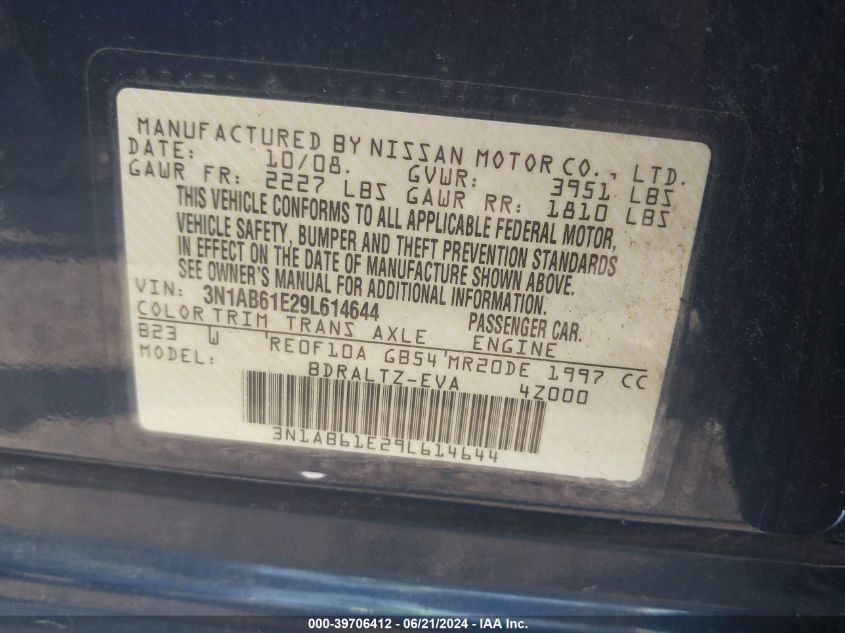 MANUFACTURED BY NISSAN MOTOR CO., LTD.
DATE: 10/08. GVWR: 3951 LBS
GAWR FR: 2227 LBS GAWR RR: 1810 LBS
THIS VEHICLE CONFORMS TO ALL APPLICABLE FEDERAL MOTOR,
VEHICLE SAFETY, BUMPER AND THEFT PREVENTION STANDARDS
IN EFFECT ON THE DATE OF MANUFACTURE SHOWN ABOVE.
SEE OWNER'S MANUAL FOR ADDITIONAL INFORMATION.
VIN: 3N1AB61E29L614644 PASSENGER CAR.
COLOR TRIM TRANS AXLE ENGINE
B23 W RE0F10A GB54 MR20DE 1997 CC
MODEL: BDRALTZ-EVA 4Z000
3N1AB61E29L614644
000-39706412 - 06/21/2024 - IAA Inc.